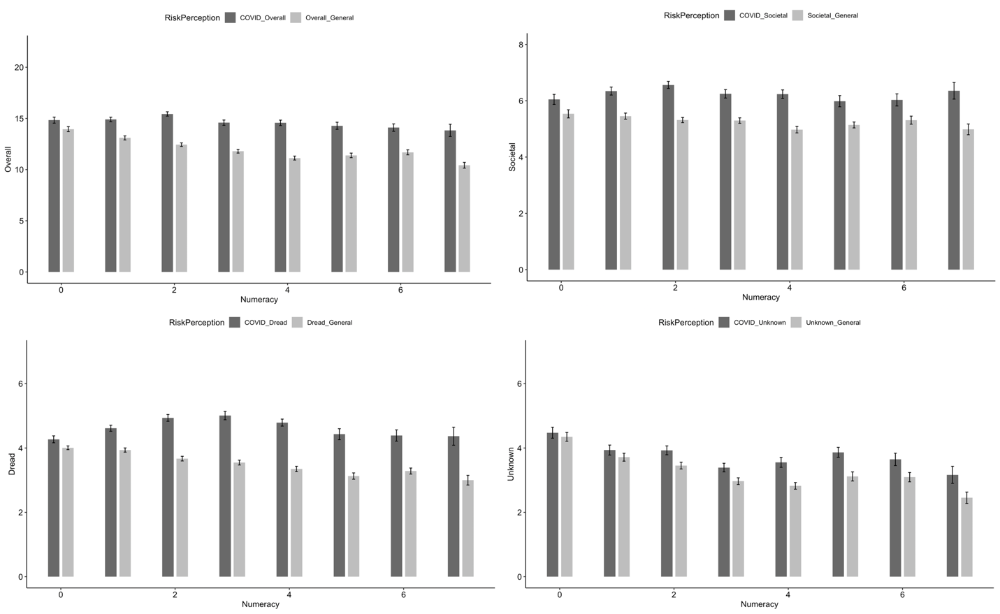 RiskPerception COVID_Overall Overall_General
20
15
10
5
0
Overall
0 2 4 6
Numeracy
RiskPerception COVID_Societal Societal_General
8
6
4
2
0
Societal
0 2 4 6
Numeracy
RiskPerception COVID_Dread Dread_General
6
4
2
0
Dread
0 2 4 6
Numeracy
RiskPerception COVID_Unknown Unknown_General
6
4
2
0
Unknown
0 2 4 6
Numeracy